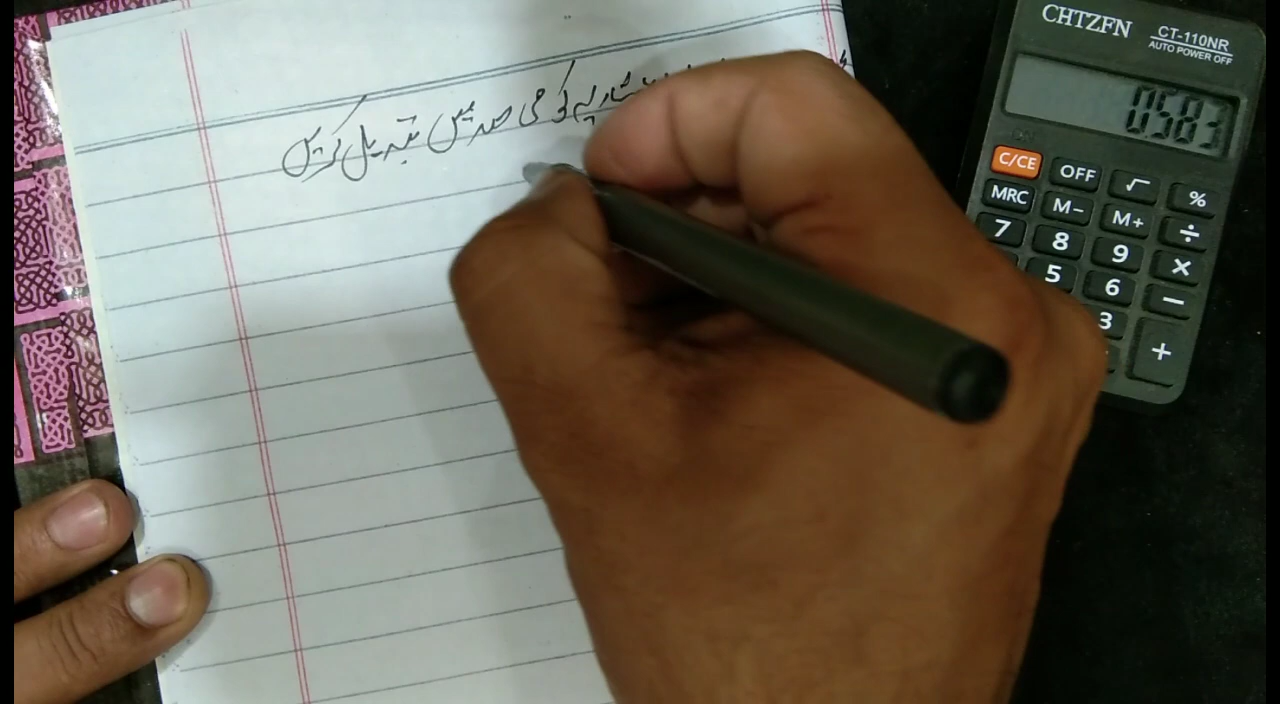 کو فی صد میں تبدیل کریں
CHTZFN CT-110NR
AUTO POWER OFF
C/CE OFF √ %
MRC M− M+ ÷
7 8 9 ×
5 6 −
3 +